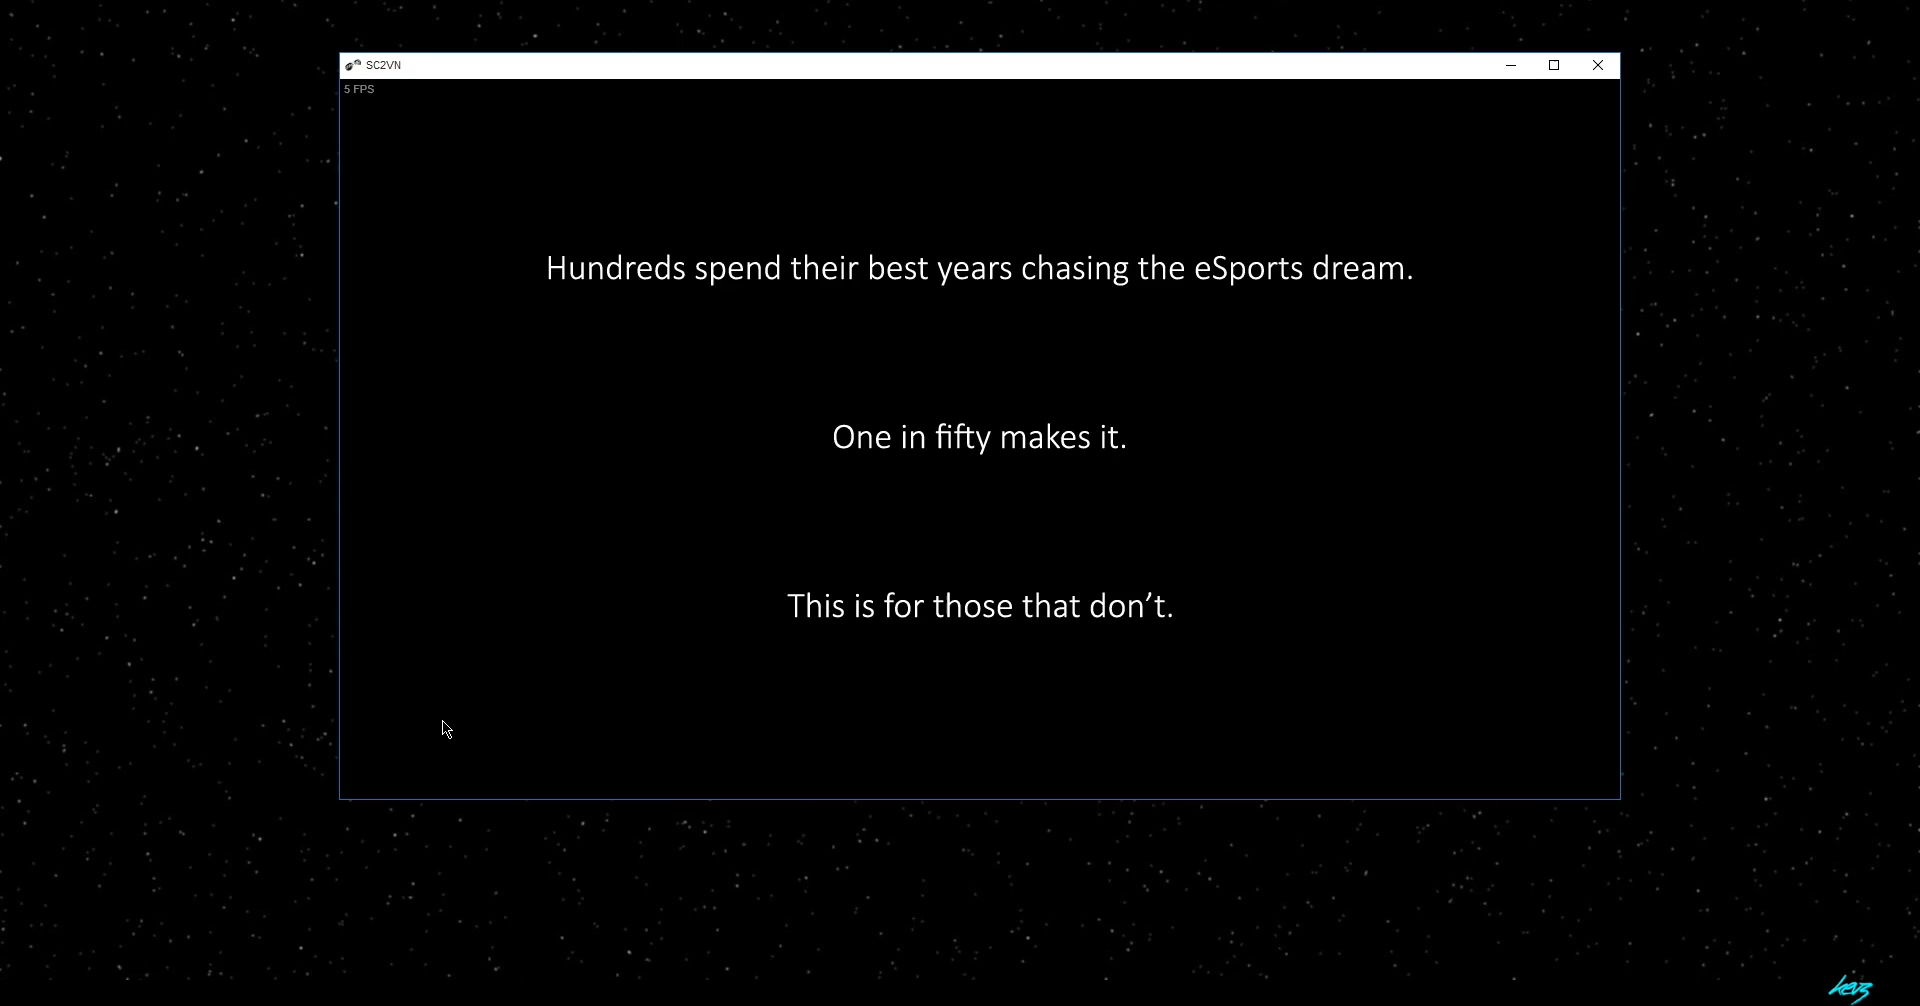 SC2VN
5 FPS
Hundreds spend their best years chasing the eSports dream.
One in fifty makes it.
This is for those that don’t.